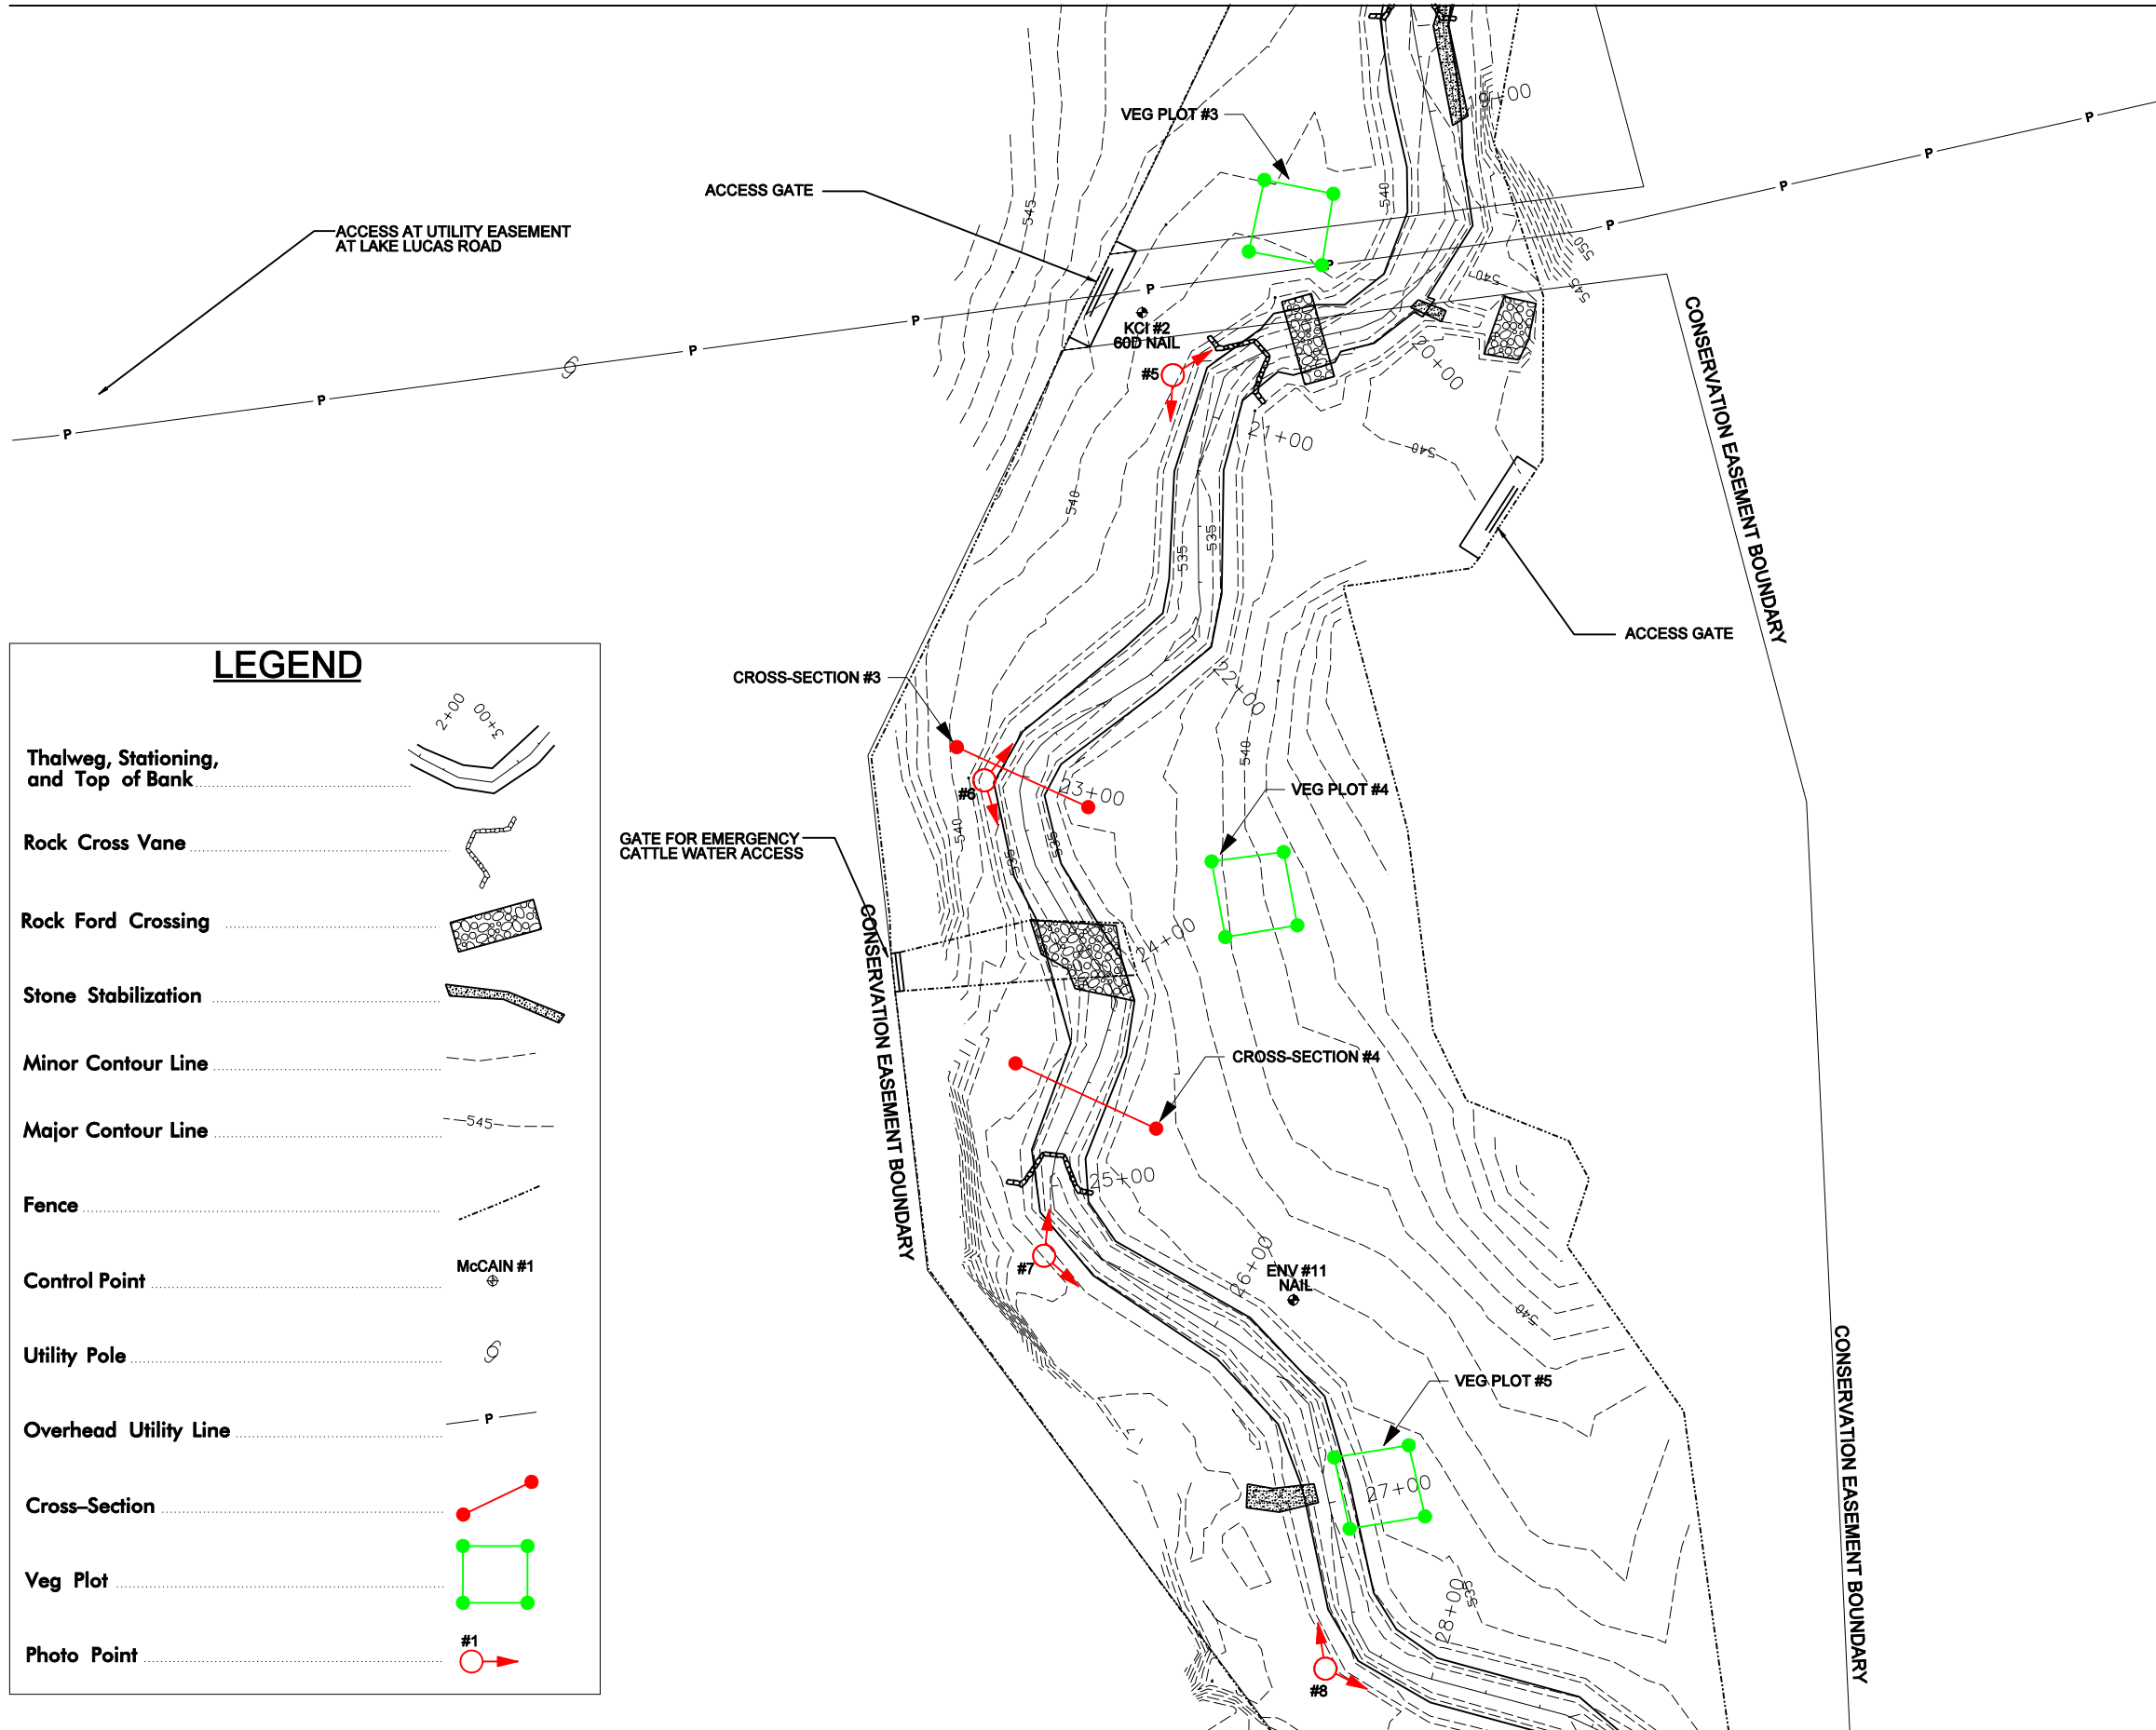 19+00
VEG PLOT #3
P
P
P
ACCESS GATE
540
545
P
ACCESS AT UTILITY EASEMENT
AT LAKE LUCAS ROAD
550
P
540
545
P
P
KCI #2
60D NAIL
P
P
20+00
#5
P
P
21+00
540
CONSERVATION EASEMENT BOUNDARY
540
535
535
ACCESS GATE
LEGEND
CROSS-SECTION #3
22+00
2+00
3+00
540
Thalweg, Stationing,
and Top of Bank
#6
23+00
VEG PLOT #4
540
535
535
GATE FOR EMERGENCY
CATTLE WATER ACCESS
Rock Cross Vane
Rock Ford Crossing
24+00
CONSERVATION EASEMENT BOUNDARY
Stone Stabilization
CROSS-SECTION #4
Minor Contour Line
Major Contour Line
545
25+00
Fence
26+00
#7
ENV #11
NAIL
McCAIN #1
Control Point
540
Utility Pole
VEG PLOT #5
Overhead Utility Line
P
27+00
CONSERVATION EASEMENT BOUNDARY
Cross-Section
Veg Plot
535
28+00
Photo Point
#1
#8